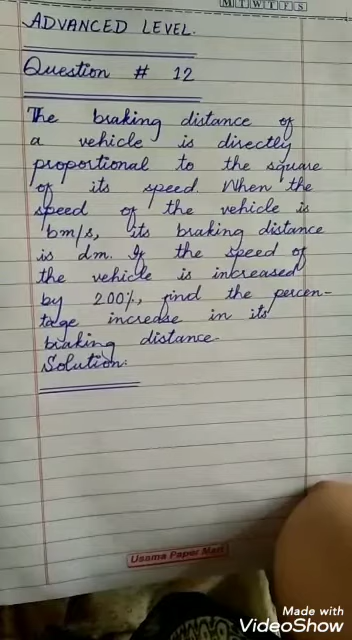 M T W T F S
ADVANCED LEVEL.
Question # 12
The braking distance of
a vehicle is directly
proportional to the square
of its speed. When the
speed of the vehicle is
bm/s, its braking distance
is dm. If the speed of
the vehicle is increased
by 200%, find the percen-
tage increase in its
braking distance.
Solution:
Usama Paper Mart
Made with
VideoShow